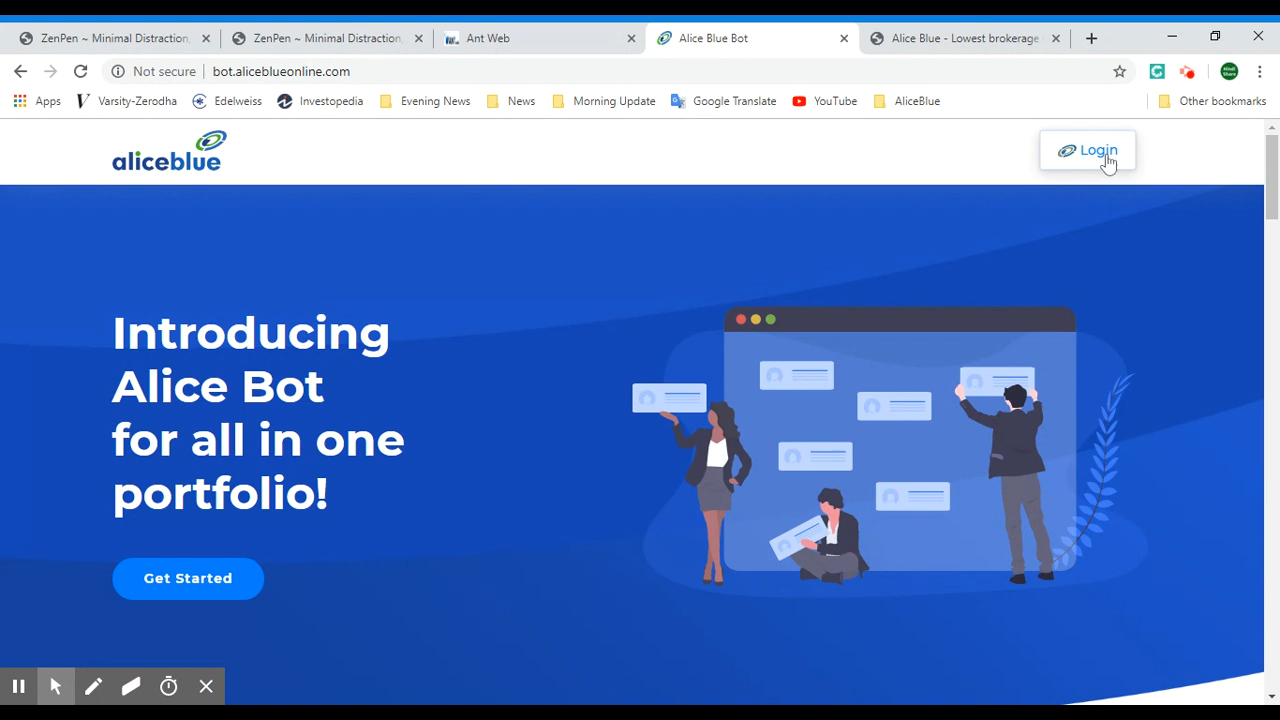 ZenPen ~ Minimal Distraction,
ZenPen ~ Minimal Distraction,
Ant Web
Alice Blue Bot
Alice Blue - Lowest brokerage
Not secure
bot.aliceblueonline.com
Apps
Varsity-Zerodha
Edelweiss
Investopedia
Evening News
News
Morning Update
Google Translate
YouTube
AliceBlue
Other bookmarks
aliceblue
Login
Introducing
Alice Bot
for all in one
portfolio!
Get Started